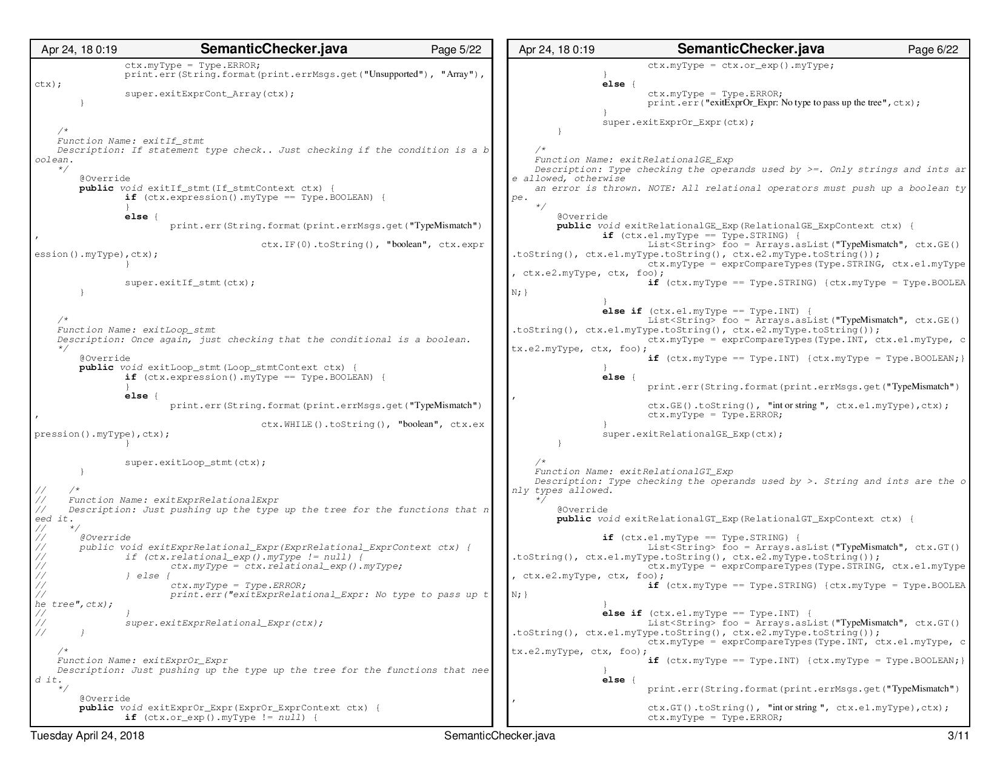 Apr 24, 18 0:19 SemanticChecker.java Page 5/22
ctx.myType = Type.ERROR;
print.err(String.format(print.errMsgs.get("Unsupported"), "Array"),
ctx);
super.exitExprCont_Array(ctx);
}
/*
Function Name: exitIf_stmt
Description: If statement type check.. Just checking if the condition is a b
oolean.
*/
@Override
public void exitIf_stmt(If_stmtContext ctx) {
if (ctx.expression().myType == Type.BOOLEAN) {
}
else {
print.err(String.format(print.errMsgs.get("TypeMismatch")
,
ctx.IF(0).toString(), "boolean", ctx.expr
ession().myType),ctx);
}
super.exitIf_stmt(ctx);
}
/*
Function Name: exitLoop_stmt
Description: Once again, just checking that the conditional is a boolean.
*/
@Override
public void exitLoop_stmt(Loop_stmtContext ctx) {
if (ctx.expression().myType == Type.BOOLEAN) {
}
else {
print.err(String.format(print.errMsgs.get("TypeMismatch")
,
ctx.WHILE().toString(), "boolean", ctx.ex
pression().myType),ctx);
}
super.exitLoop_stmt(ctx);
}
// /*
// Function Name: exitExprRelationalExpr
// Description: Just pushing up the type up the tree for the functions that n
eed it.
// */
// @Override
// public void exitExprRelational_Expr(ExprRelational_ExprContext ctx) {
// if (ctx.relational_exp().myType != null) {
// ctx.myType = ctx.relational_exp().myType;
// } else {
// ctx.myType = Type.ERROR;
// print.err("exitExprRelational_Expr: No type to pass up t
he tree",ctx);
// }
// super.exitExprRelational_Expr(ctx);
// }
/*
Function Name: exitExprOr_Expr
Description: Just pushing up the type up the tree for the functions that nee
d it.
*/
@Override
public void exitExprOr_Expr(ExprOr_ExprContext ctx) {
if (ctx.or_exp().myType != null) {
Apr 24, 18 0:19 SemanticChecker.java Page 6/22
ctx.myType = ctx.or_exp().myType;
}
else {
ctx.myType = Type.ERROR;
print.err("exitExprOr_Expr: No type to pass up the tree",ctx);
}
super.exitExprOr_Expr(ctx);
}
/*
Function Name: exitRelationalGE_Exp
Description: Type checking the operands used by >=. Only strings and ints ar
e allowed, otherwise
an error is thrown. NOTE: All relational operators must push up a boolean ty
pe.
*/
@Override
public void exitRelationalGE_Exp(RelationalGE_ExpContext ctx) {
if (ctx.e1.myType == Type.STRING) {
List<String> foo = Arrays.asList("TypeMismatch", ctx.GE()
.toString(), ctx.e1.myType.toString(), ctx.e2.myType.toString());
ctx.myType = exprCompareTypes(Type.STRING, ctx.e1.myType
, ctx.e2.myType, ctx, foo);
if (ctx.myType == Type.STRING) {ctx.myType = Type.BOOLEA
N;}
}
else if (ctx.e1.myType == Type.INT) {
List<String> foo = Arrays.asList("TypeMismatch", ctx.GE()
.toString(), ctx.e1.myType.toString(), ctx.e2.myType.toString());
ctx.myType = exprCompareTypes(Type.INT, ctx.e1.myType, c
tx.e2.myType, ctx, foo);
if (ctx.myType == Type.INT) {ctx.myType = Type.BOOLEAN;}
}
else {
print.err(String.format(print.errMsgs.get("TypeMismatch")
,
ctx.GE().toString(), "int or string ", ctx.e1.myType),ctx);
ctx.myType = Type.ERROR;
}
super.exitRelationalGE_Exp(ctx);
}
/*
Function Name: exitRelationalGT_Exp
Description: Type checking the operands used by >. String and ints are the o
nly types allowed.
*/
@Override
public void exitRelationalGT_Exp(RelationalGT_ExpContext ctx) {
if (ctx.e1.myType == Type.STRING) {
List<String> foo = Arrays.asList("TypeMismatch", ctx.GT()
.toString(), ctx.e1.myType.toString(), ctx.e2.myType.toString());
ctx.myType = exprCompareTypes(Type.STRING, ctx.e1.myType
, ctx.e2.myType, ctx, foo);
if (ctx.myType == Type.STRING) {ctx.myType = Type.BOOLEA
N;}
}
else if (ctx.e1.myType == Type.INT) {
List<String> foo = Arrays.asList("TypeMismatch", ctx.GT()
.toString(), ctx.e1.myType.toString(), ctx.e2.myType.toString());
ctx.myType = exprCompareTypes(Type.INT, ctx.e1.myType, c
tx.e2.myType, ctx, foo);
if (ctx.myType == Type.INT) {ctx.myType = Type.BOOLEAN;}
}
else {
print.err(String.format(print.errMsgs.get("TypeMismatch")
,
ctx.GT().toString(), "int or string ", ctx.e1.myType),ctx);
ctx.myType = Type.ERROR;
Tuesday April 24, 2018 SemanticChecker.java 3/11